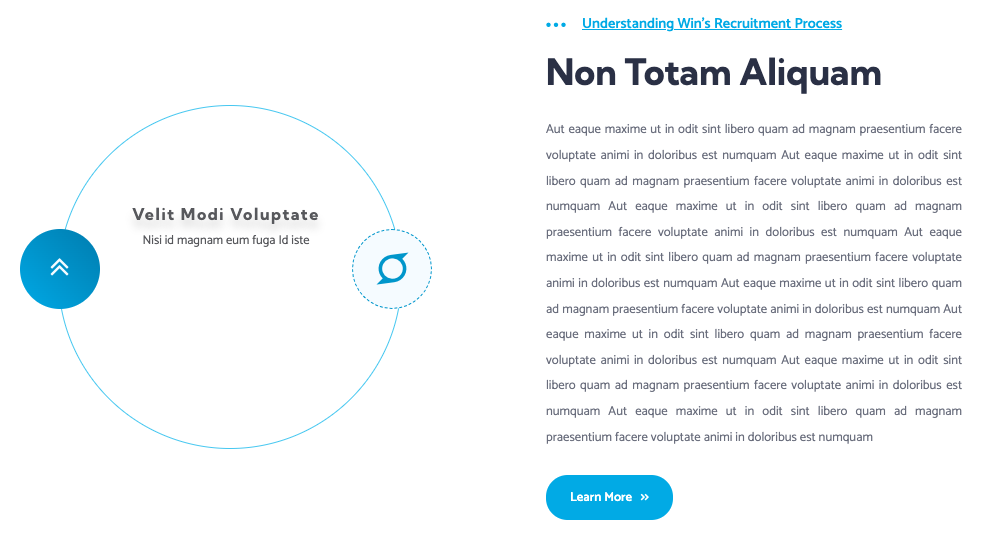 Understanding Win's Recruitment Process
Non Totam Aliquam
Velit Modi Voluptate
Nisi id magnam eum fuga Id iste
Aut eaque maxime ut in odit sint libero quam ad magnam praesentium facere
voluptate animi in doloribus est numquam Aut eaque maxime ut in odit sint
libero quam ad magnam praesentium facere voluptate animi in doloribus est
numquam Aut eaque maxime ut in odit sint libero quam ad magnam
praesentium facere voluptate animi in doloribus est numquam Aut eaque
maxime ut in odit sint libero quam ad magnam praesentium facere voluptate
animi in doloribus est numquam Aut eaque maxime ut in odit sint libero quam
ad magnam praesentium facere voluptate animi in doloribus est numquam Aut
eaque maxime ut in odit sint libero quam ad magnam praesentium facere
voluptate animi in doloribus est numquam Aut eaque maxime ut in odit sint
libero quam ad magnam praesentium facere voluptate animi in doloribus est
numquam Aut eaque maxime ut in odit sint libero quam ad magnam
praesentium facere voluptate animi in doloribus est numquam
Learn More